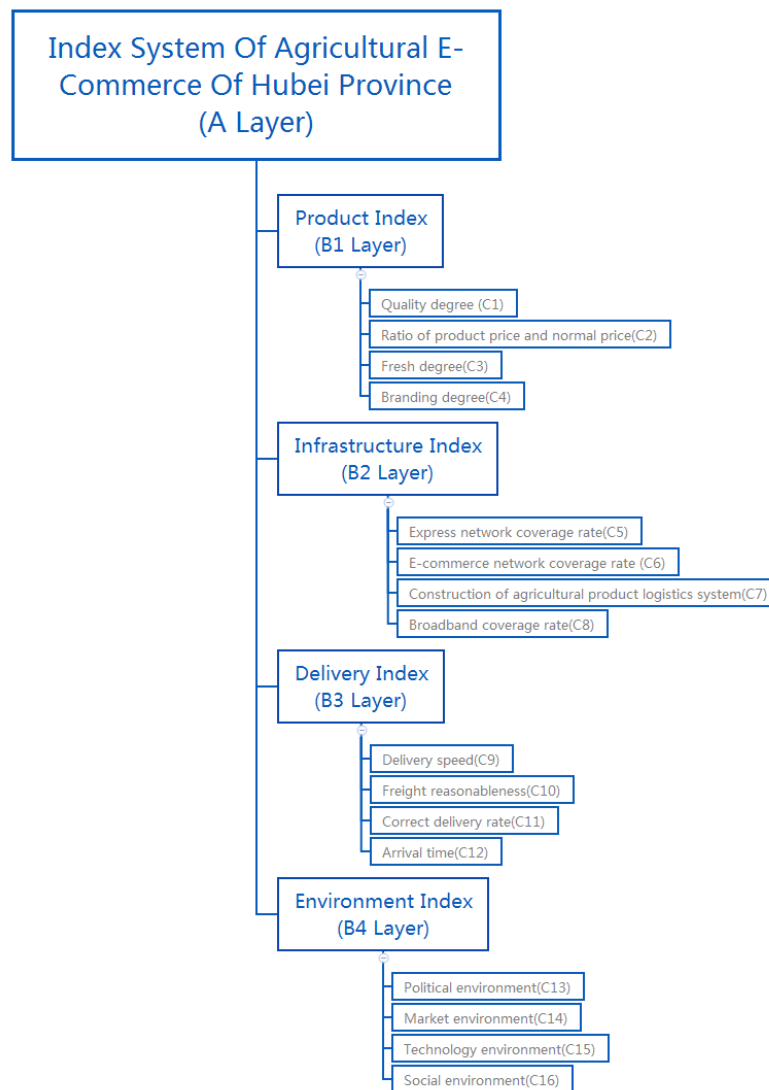 Index System Of Agricultural E-
Commerce Of Hubei Province
(A Layer)
Product Index
(B1 Layer)
Quality degree (C1)
Ratio of product price and normal price(C2)
Fresh degree(C3)
Branding degree(C4)
Infrastructure Index
(B2 Layer)
Express network coverage rate(C5)
E-commerce network coverage rate (C6)
Construction of agricultural product logistics system(C7)
Broadband coverage rate(C8)
Delivery Index
(B3 Layer)
Delivery speed(C9)
Freight reasonableness(C10)
Correct delivery rate(C11)
Arrival time(C12)
Environment Index
(B4 Layer)
Political environment(C13)
Market environment(C14)
Technology environment(C15)
Social environment(C16)